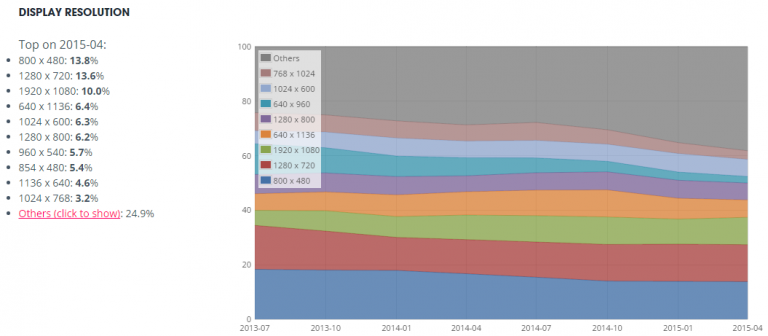 DISPLAY RESOLUTION
Top on 2015-04:
800 x 480: 13.8%
1280 x 720: 13.6%
1920 x 1080: 10.0%
640 x 1136: 6.4%
1024 x 600: 6.3%
1280 x 800: 6.2%
960 x 540: 5.7%
854 x 480: 5.4%
1136 x 640: 4.6%
1024 x 768: 3.2%
Others (click to show): 24.9%
100
80
60
40
20
0
Others
768 x 1024
1024 x 600
640 x 960
1280 x 800
640 x 1136
1920 x 1080
1280 x 720
800 x 480
2013-07 2013-10 2014-01 2014-04 2014-07 2014-10 2015-01 2015-04